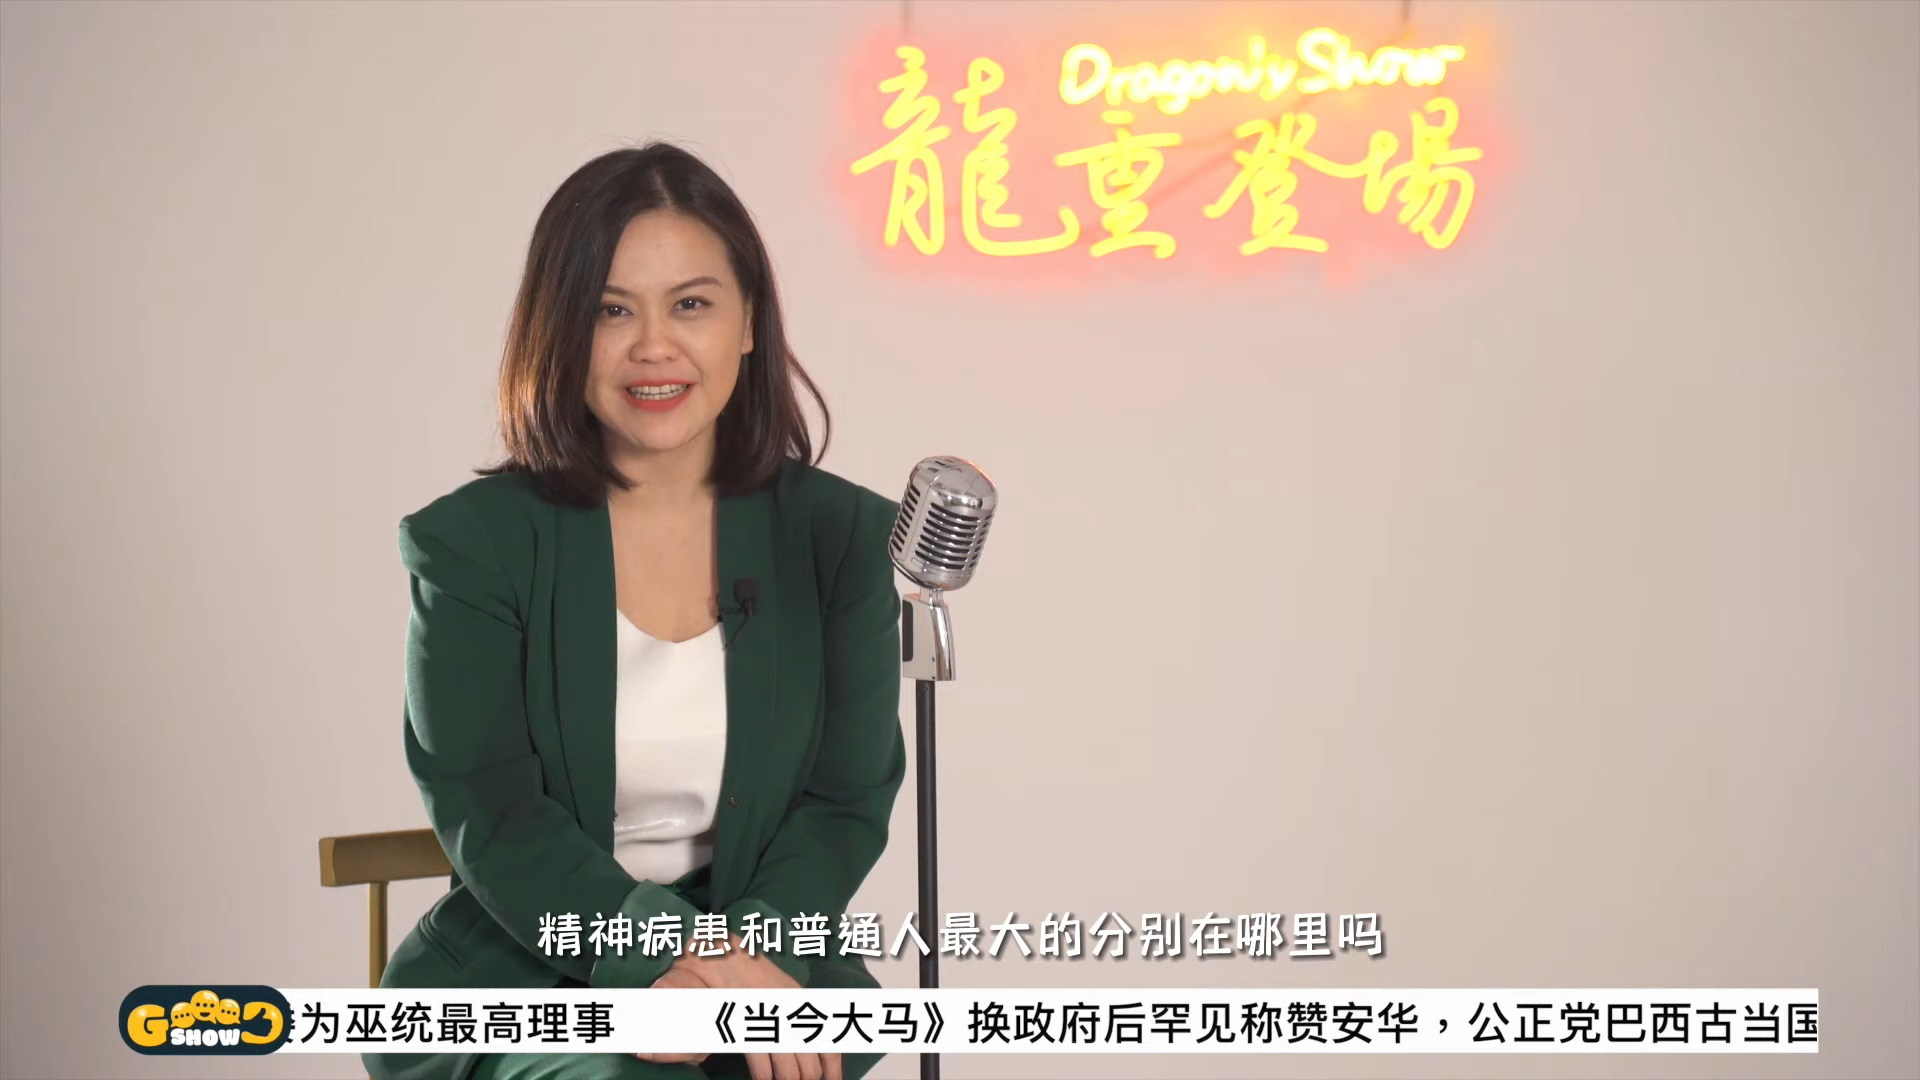 Dragon's Show
龍重登場
精神病患和普通人最大的分别在哪里吗
GOOD SHOW
为巫统最高理事 《当今大马》换政府后罕见称赞安华，公正党巴西古当国